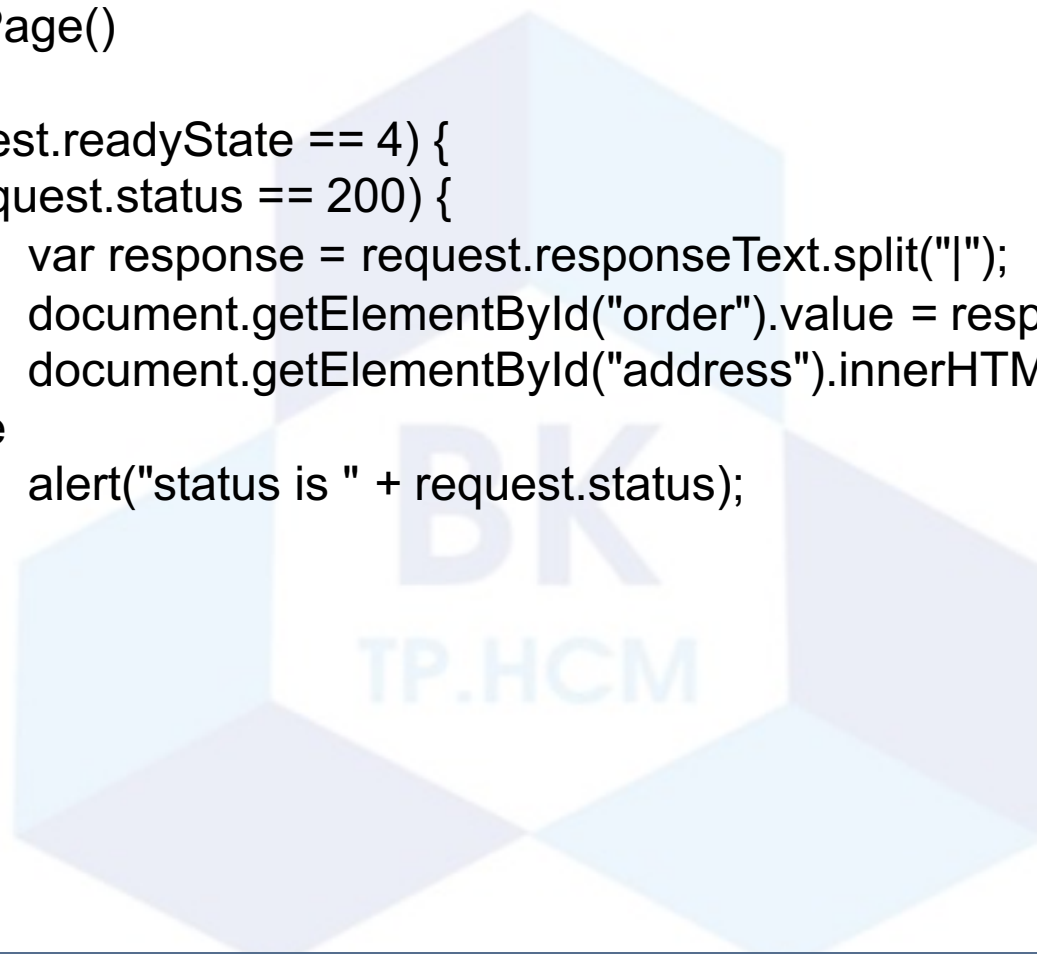 Page()
est.readyState == 4) {
quest.status == 200) {
var response = request.responseText.split("|");
document.getElementById("order").value = resp
document.getElementById("address").innerHTM
e
alert("status is " + request.status);
BK
TP.HCM